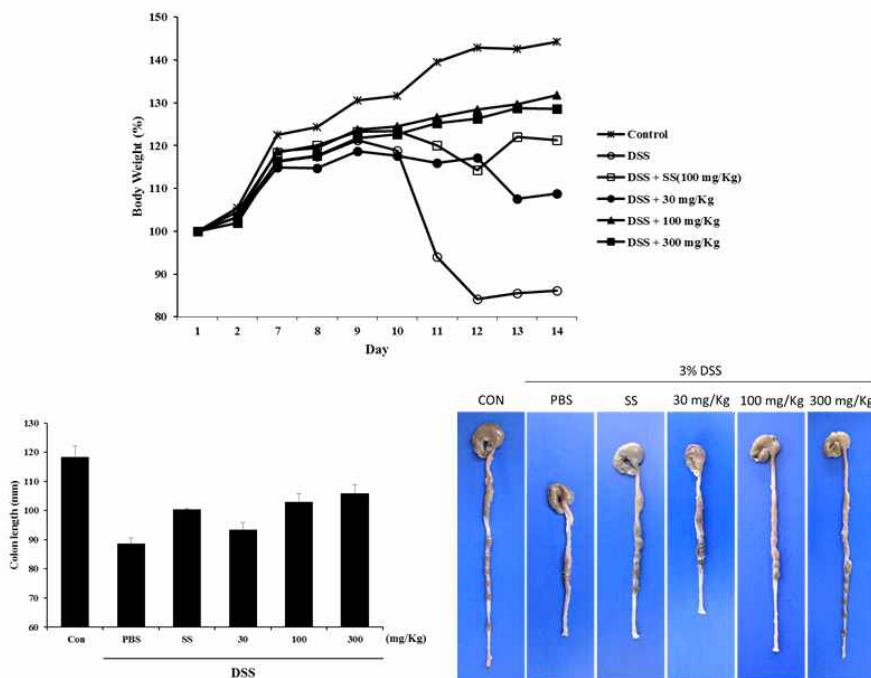 150
140
130
120
110
100
90
80
Body Weight (%)
1 2 7 8 9 10 11 12 13 14
Day
Control
DSS
DSS + SS(100 mg/Kg)
DSS + 30 mg/Kg
DSS + 100 mg/Kg
DSS + 300 mg/Kg
130
120
110
100
90
80
70
60
Colon length (mm)
Con PBS SS 30 100 300 (mg/Kg)
DSS
3% DSS
CON PBS SS 30 mg/Kg 100 mg/Kg 300 mg/Kg